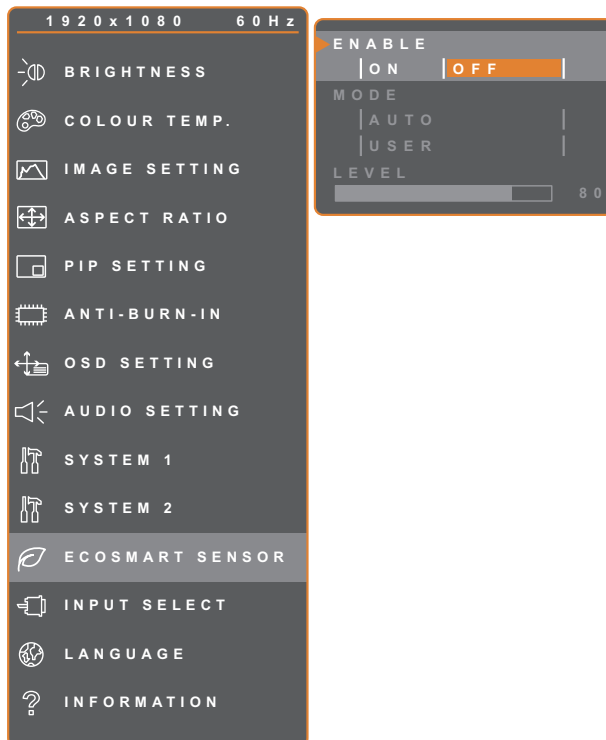 1920x1080 60Hz
BRIGHTNESS
COLOUR TEMP.
IMAGE SETTING
ASPECT RATIO
PIP SETTING
ANTI-BURN-IN
OSD SETTING
AUDIO SETTING
SYSTEM 1
SYSTEM 2
ECOSMART SENSOR
INPUT SELECT
LANGUAGE
INFORMATION
ENABLE
ON OFF
MODE
AUTO
USER
LEVEL
80